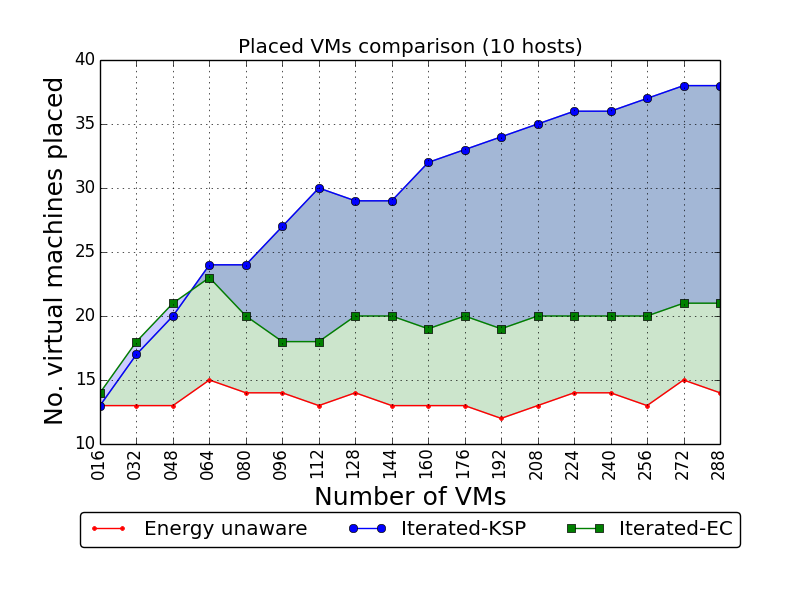 Placed VMs comparison (10 hosts)
No. virtual machines placed
40
35
30
25
20
15
10
016 032 048 064 080 096 112 128 144 160 176 192 208 224 240 256 272 288
Number of VMs
Energy unaware Iterated-KSP Iterated-EC